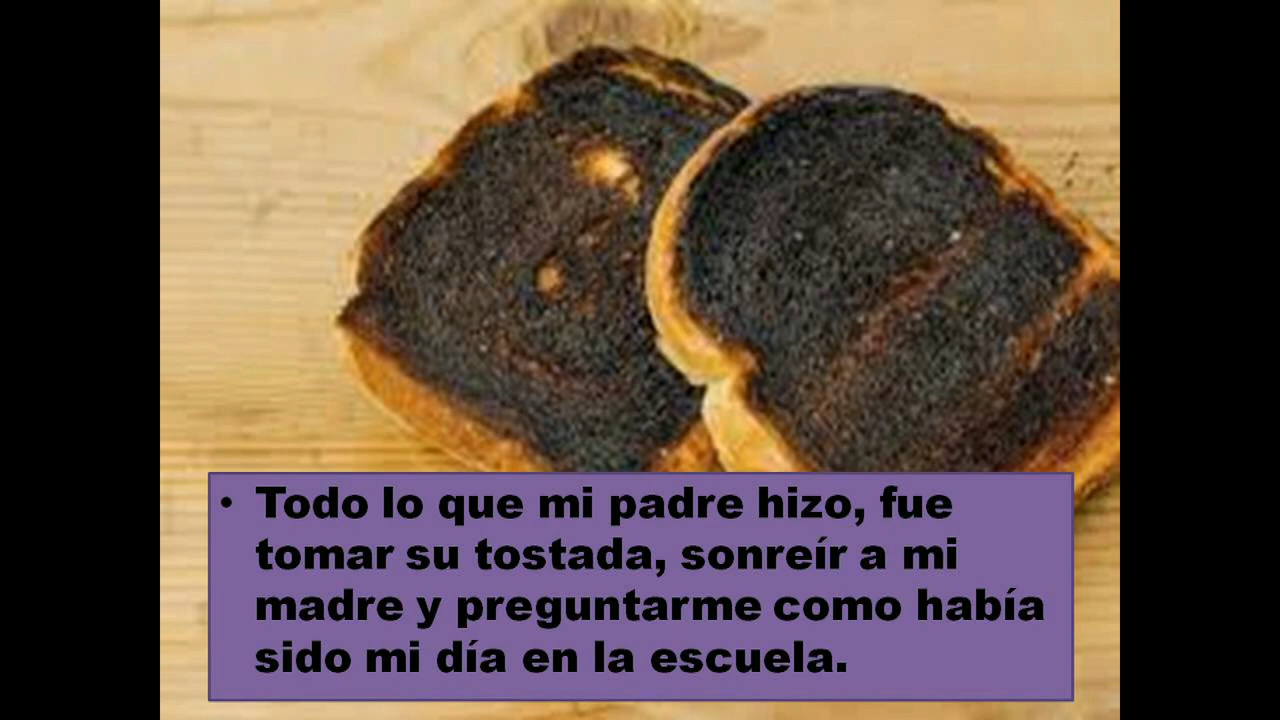 • Todo lo que mi padre hizo, fue
tomar su tostada, sonreír a mi
madre y preguntarme como había
sido mi día en la escuela.